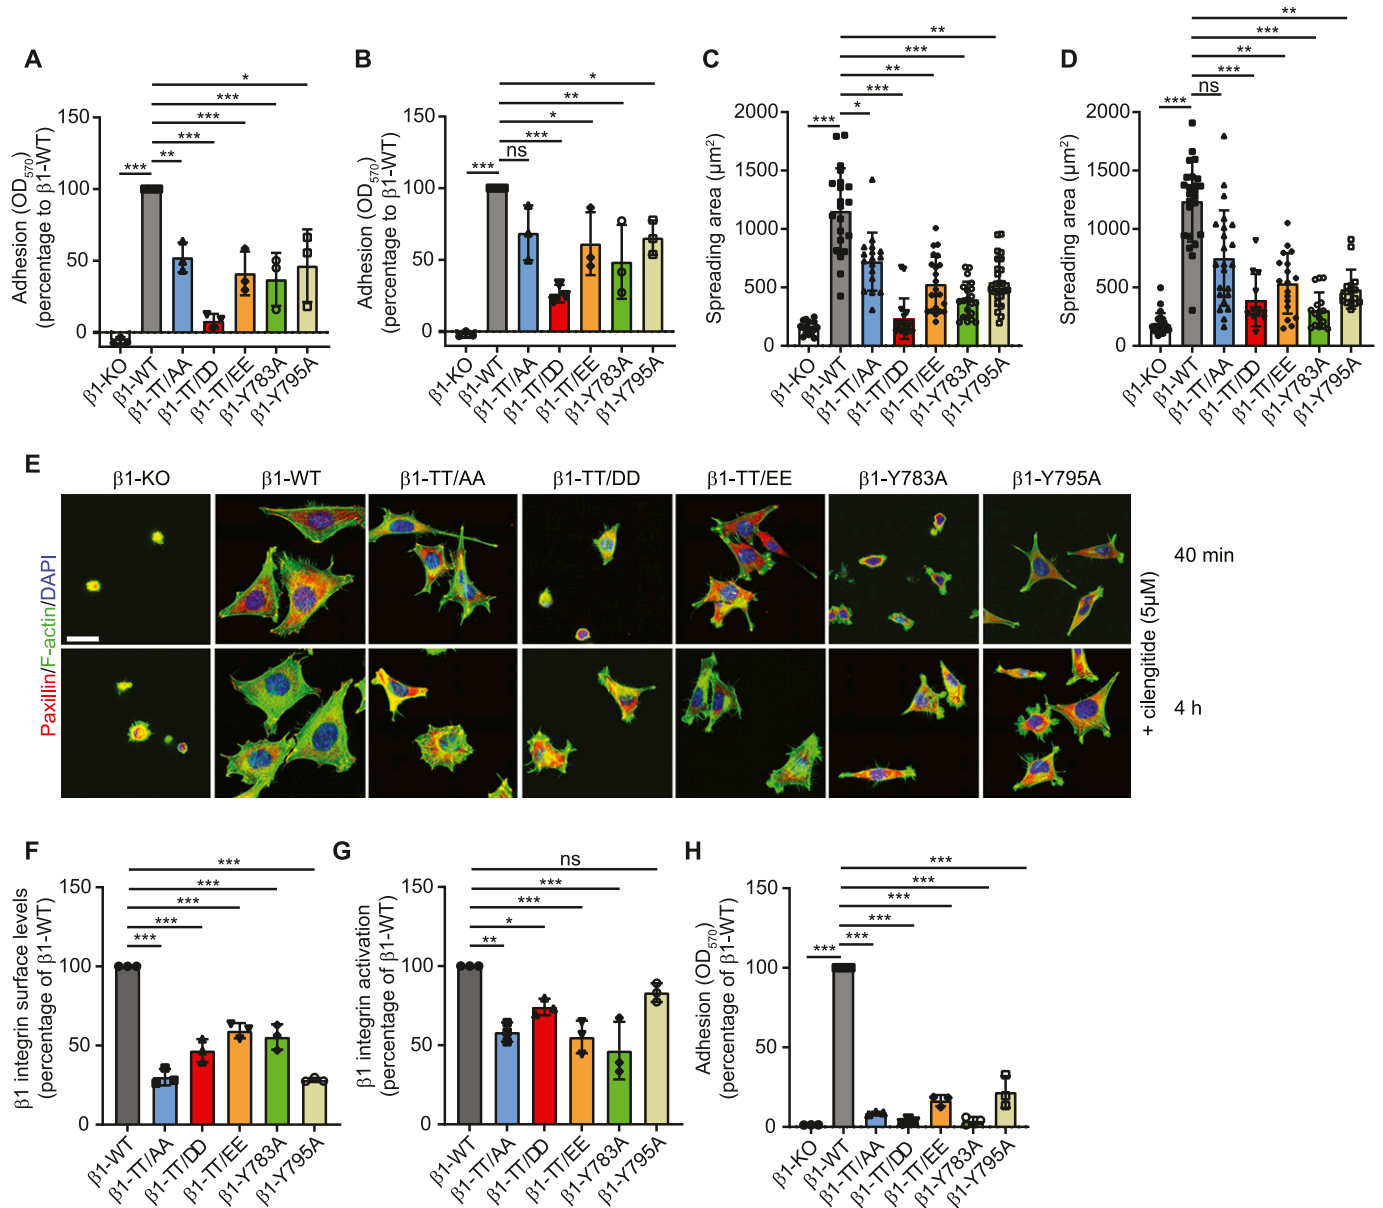 A
Adhesion (OD570)
(percentage to β1-WT)
150
100
50
0
***
**
***
***
***
*
β1-KO
β1-WT
β1-TT/AA
β1-TT/DD
β1-TT/EE
β1-Y783A
β1-Y795A
B
Adhesion (OD570)
(percentage to β1-WT)
150
100
50
0
***
ns
***
*
**
*
β1-KO
β1-WT
β1-TT/AA
β1-TT/DD
β1-TT/EE
β1-Y783A
β1-Y795A
C
Spreading area (µm2)
2000
1500
1000
500
0
***
*
***
**
***
**
β1-KO
β1-WT
β1-TT/AA
β1-TT/DD
β1-TT/EE
β1-Y783A
β1-Y795A
D
Spreading area (µm2)
2000
1500
1000
500
0
***
ns
***
**
***
**
β1-KO
β1-WT
β1-TT/AA
β1-TT/DD
β1-TT/EE
β1-Y783A
β1-Y795A
E
β1-KO
β1-WT
β1-TT/AA
β1-TT/DD
β1-TT/EE
β1-Y783A
β1-Y795A
Paxillin/F-actin/DAPI
40 min
4 h
+ cilengitide (5µM)
F
β1 integrin surface levels
(percentage of β1-WT)
150
100
50
0
***
***
***
***
***
β1-WT
β1-TT/AA
β1-TT/DD
β1-TT/EE
β1-Y783A
β1-Y795A
G
β1 integrin activation
(percentage of β1-WT)
150
100
50
0
**
*
***
***
ns
β1-WT
β1-TT/AA
β1-TT/DD
β1-TT/EE
β1-Y783A
β1-Y795A
H
Adhesion (OD570)
(percentage of β1-WT)
150
100
50
0
***
***
***
***
***
***
β1-KO
β1-WT
β1-TT/AA
β1-TT/DD
β1-TT/EE
β1-Y783A
β1-Y795A